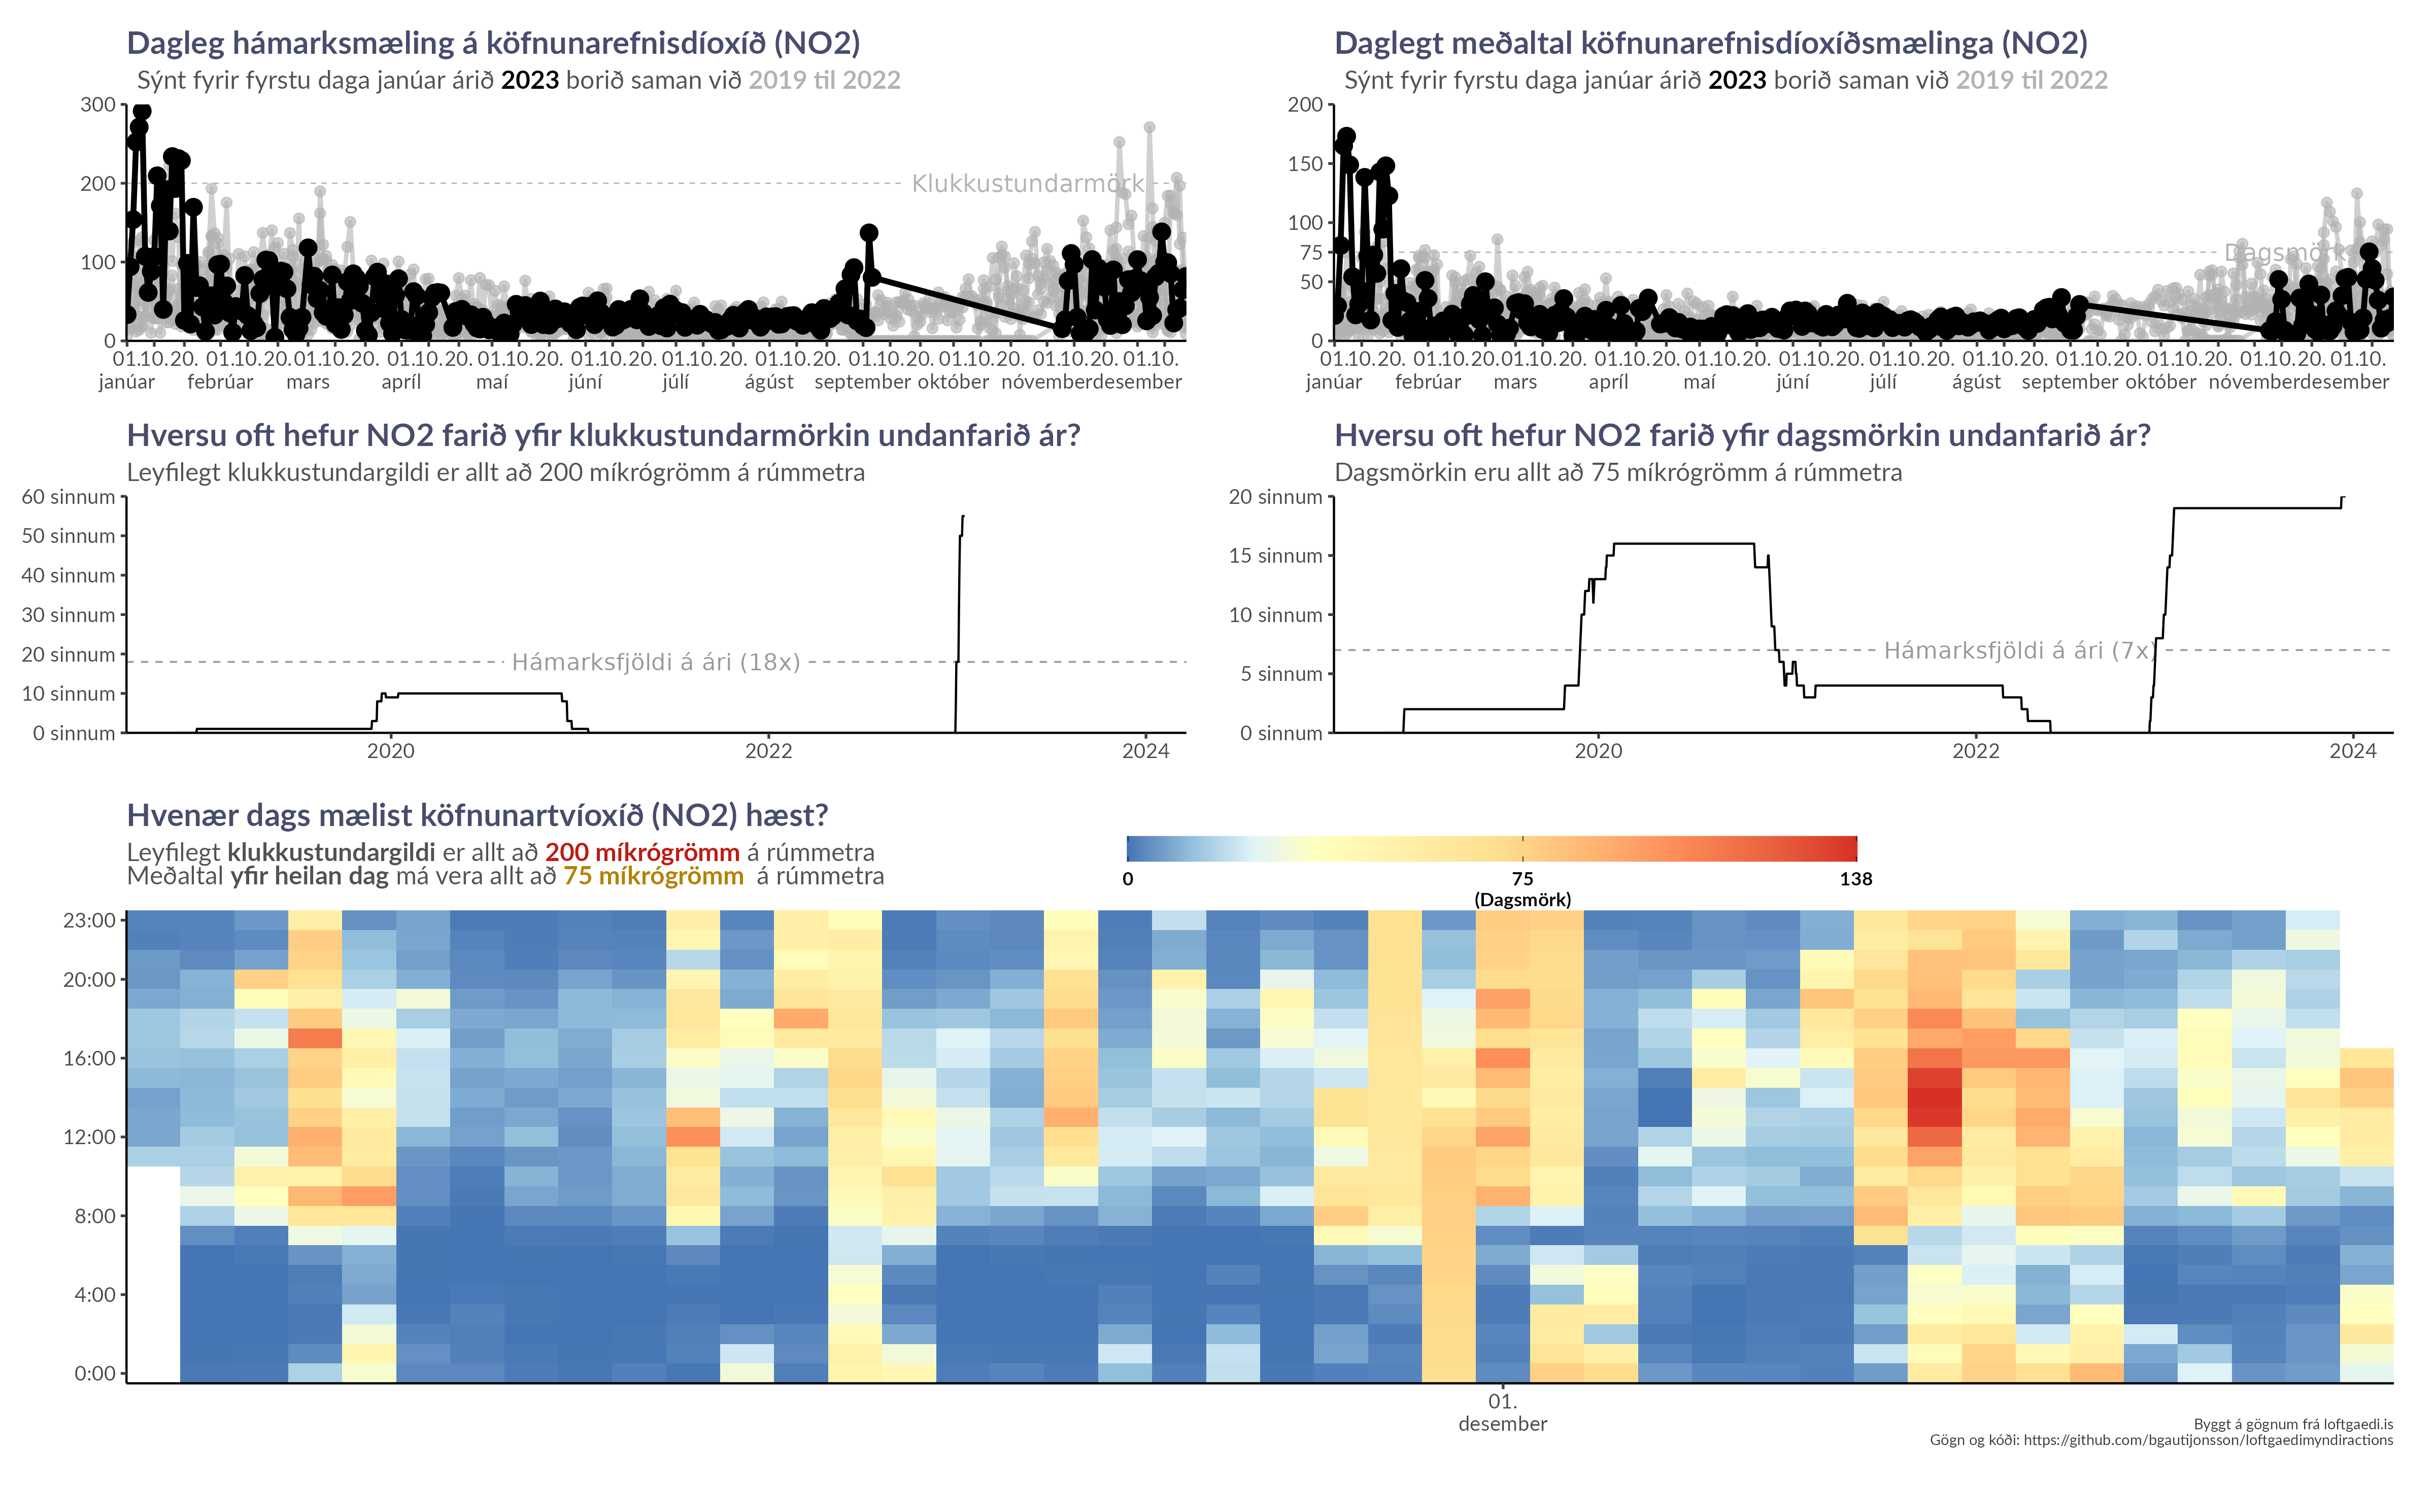 Dagleg hámarksmæling á köfnunarefnisdíoxíð (NO2)
Sýnt fyrir fyrstu daga janúar árið 2023 borið saman við 2019 til 2022
300
200
100
0
Klukkustundarmörk
01.10.20. 01.10.20. 01.10.20. 01.10.20. 01.10.20. 01.10.20. 01.10.20. 01.10.20. 01.10.20. 01.10.20. 01.10.20. 01.10.
janúar febrúar mars apríl maí júní júlí ágúst september október nóvember desember
Daglegt meðaltal köfnunarefnisdíoxíðsmælinga (NO2)
Sýnt fyrir fyrstu daga janúar árið 2023 borið saman við 2019 til 2022
200
150
100
75
50
0
Dagsmörk
01.10.20. 01.10.20. 01.10.20. 01.10.20. 01.10.20. 01.10.20. 01.10.20. 01.10.20. 01.10.20. 01.10.20. 01.10.20. 01.10.
janúar febrúar mars apríl maí júní júlí ágúst september október nóvember desember
Hversu oft hefur NO2 farið yfir klukkustundarmörkin undanfarið ár?
Leyfilegt klukkustundargildi er allt að 200 míkrógrömm á rúmmetra
60 sinnum
50 sinnum
40 sinnum
30 sinnum
20 sinnum
10 sinnum
0 sinnum
Hámarksfjöldi á ári (18x)
2020 2022 2024
Hversu oft hefur NO2 farið yfir dagsmörkin undanfarið ár?
Dagsmörkin eru allt að 75 míkrógrömm á rúmmetra
20 sinnum
15 sinnum
10 sinnum
5 sinnum
0 sinnum
Hámarksfjöldi á ári (7x)
2020 2022 2024
Hvenær dags mælist köfnunartvíoxíð (NO2) hæst?
Leyfilegt klukkustundargildi er allt að 200 míkrógrömm á rúmmetra
Meðaltal yfir heilan dag má vera allt að 75 míkrógrömm á rúmmetra
0 75 138
(Dagsmörk)
23:00
20:00
16:00
12:00
8:00
4:00
0:00
01.
desember
Byggt á gögnum frá loftgaedi.is
Gögn og kóði: https://github.com/bgautijonsson/loftgaedimyndiractions